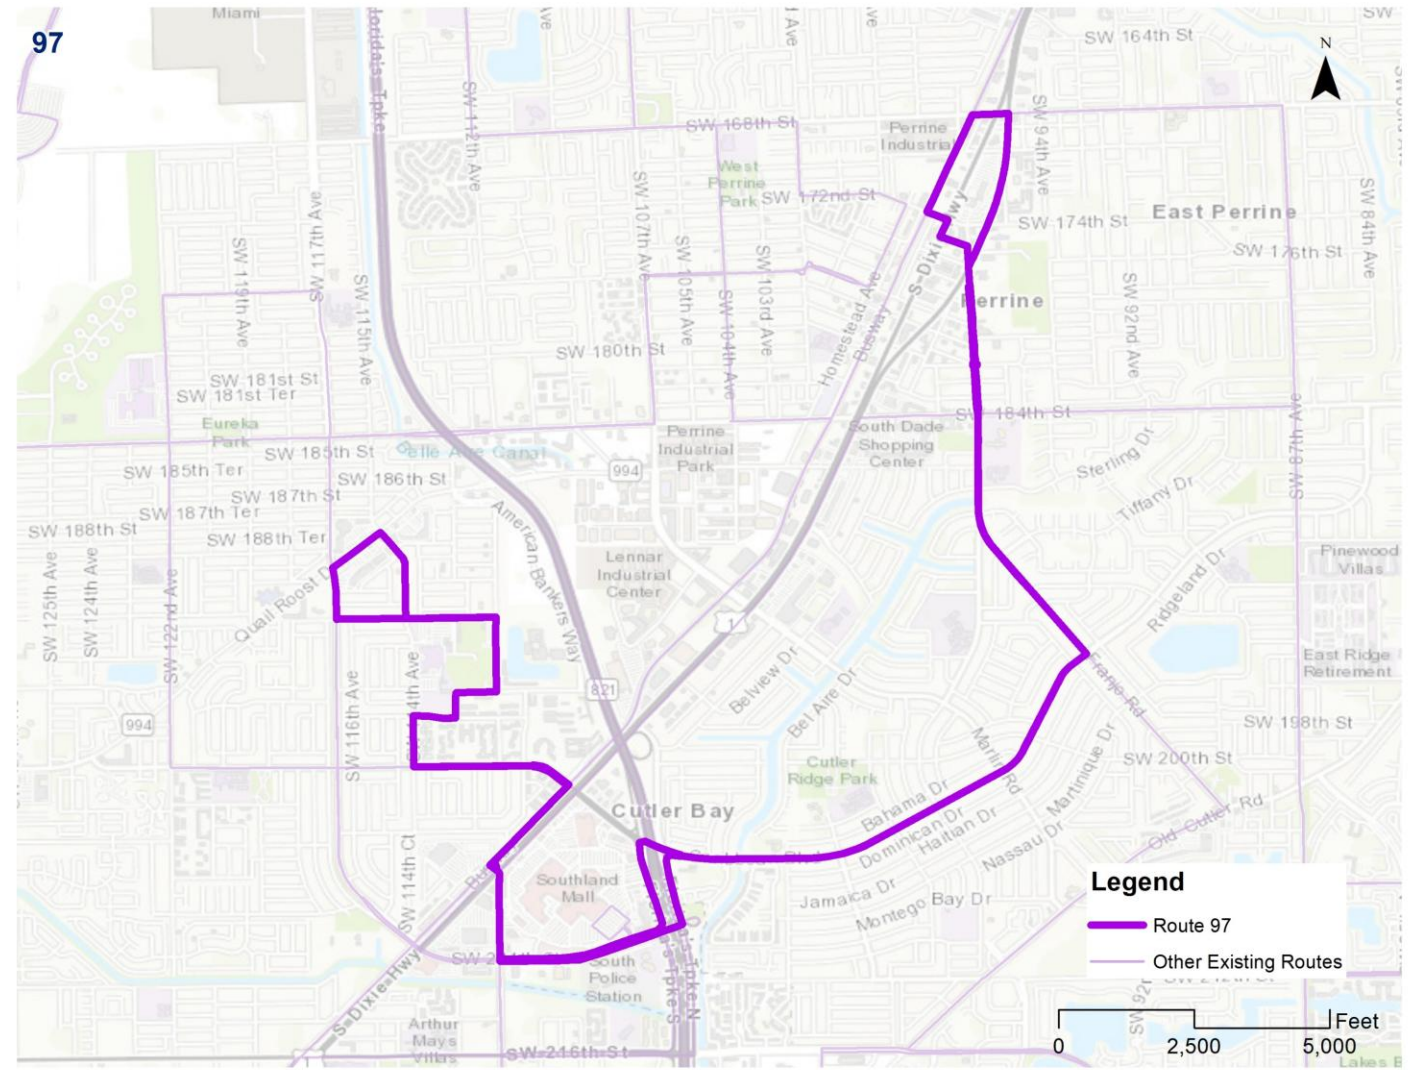 97
Miami
N
SW 164th St
SW 112th Ave
SW 168th St
Perrine
Industrial
SW 94th Ave
West
Perrine
Park
SW 172nd St
SW 107th Ave
SW 117th Ave
SW 174th St
East Perrine
SW 84th Ave
SW 176th St
SW 119th Ave
SW 105th Ave
SW 103rd Ave
SW 115th Ave
SW 104th Ave
SW 92nd Ave
Homestead Ave
Busway
SW 180th St
SW 181st St
SW 181st Ter
SW 184th St
Eureka
Park
Perrine
Industrial
Park
South Dade
Shopping
Center
SW 87th Ave
SW 185th St
SW 185th Ter
SW 186th St
994
Sterling Dr
Tiffany Dr
SW 187th St
SW 187th Ter
SW 188th St
SW 188th Ter
American Bankers Way
Lennar
Industrial
Center
Pinewood
Villas
SW 125th Ave
SW 124th Ave
SW 122nd Ave
Ridgeland Dr
1
East Ridge
Retirement
Franjo Rd
Belview Dr
Bel Aire Dr
821
994
SW 116th Ave
SW 198th St
Marlin Rd
Martinique Dr
SW 200th St
Cutler
Ridge Park
Cutler Bay
Bahama Dr
Dominican Dr
Haitian Dr
Nassau Dr
Old Cutler Rd
SW 114th Ct
Southland
Mall
Jamaica Dr
Montego Bay Dr
Legend
Route 97
Other Existing Routes
South
Police
Station
S Dixie Hwy
Arthur
Mays
Villas
SW 216th St
Feet
0 2,500 5,000